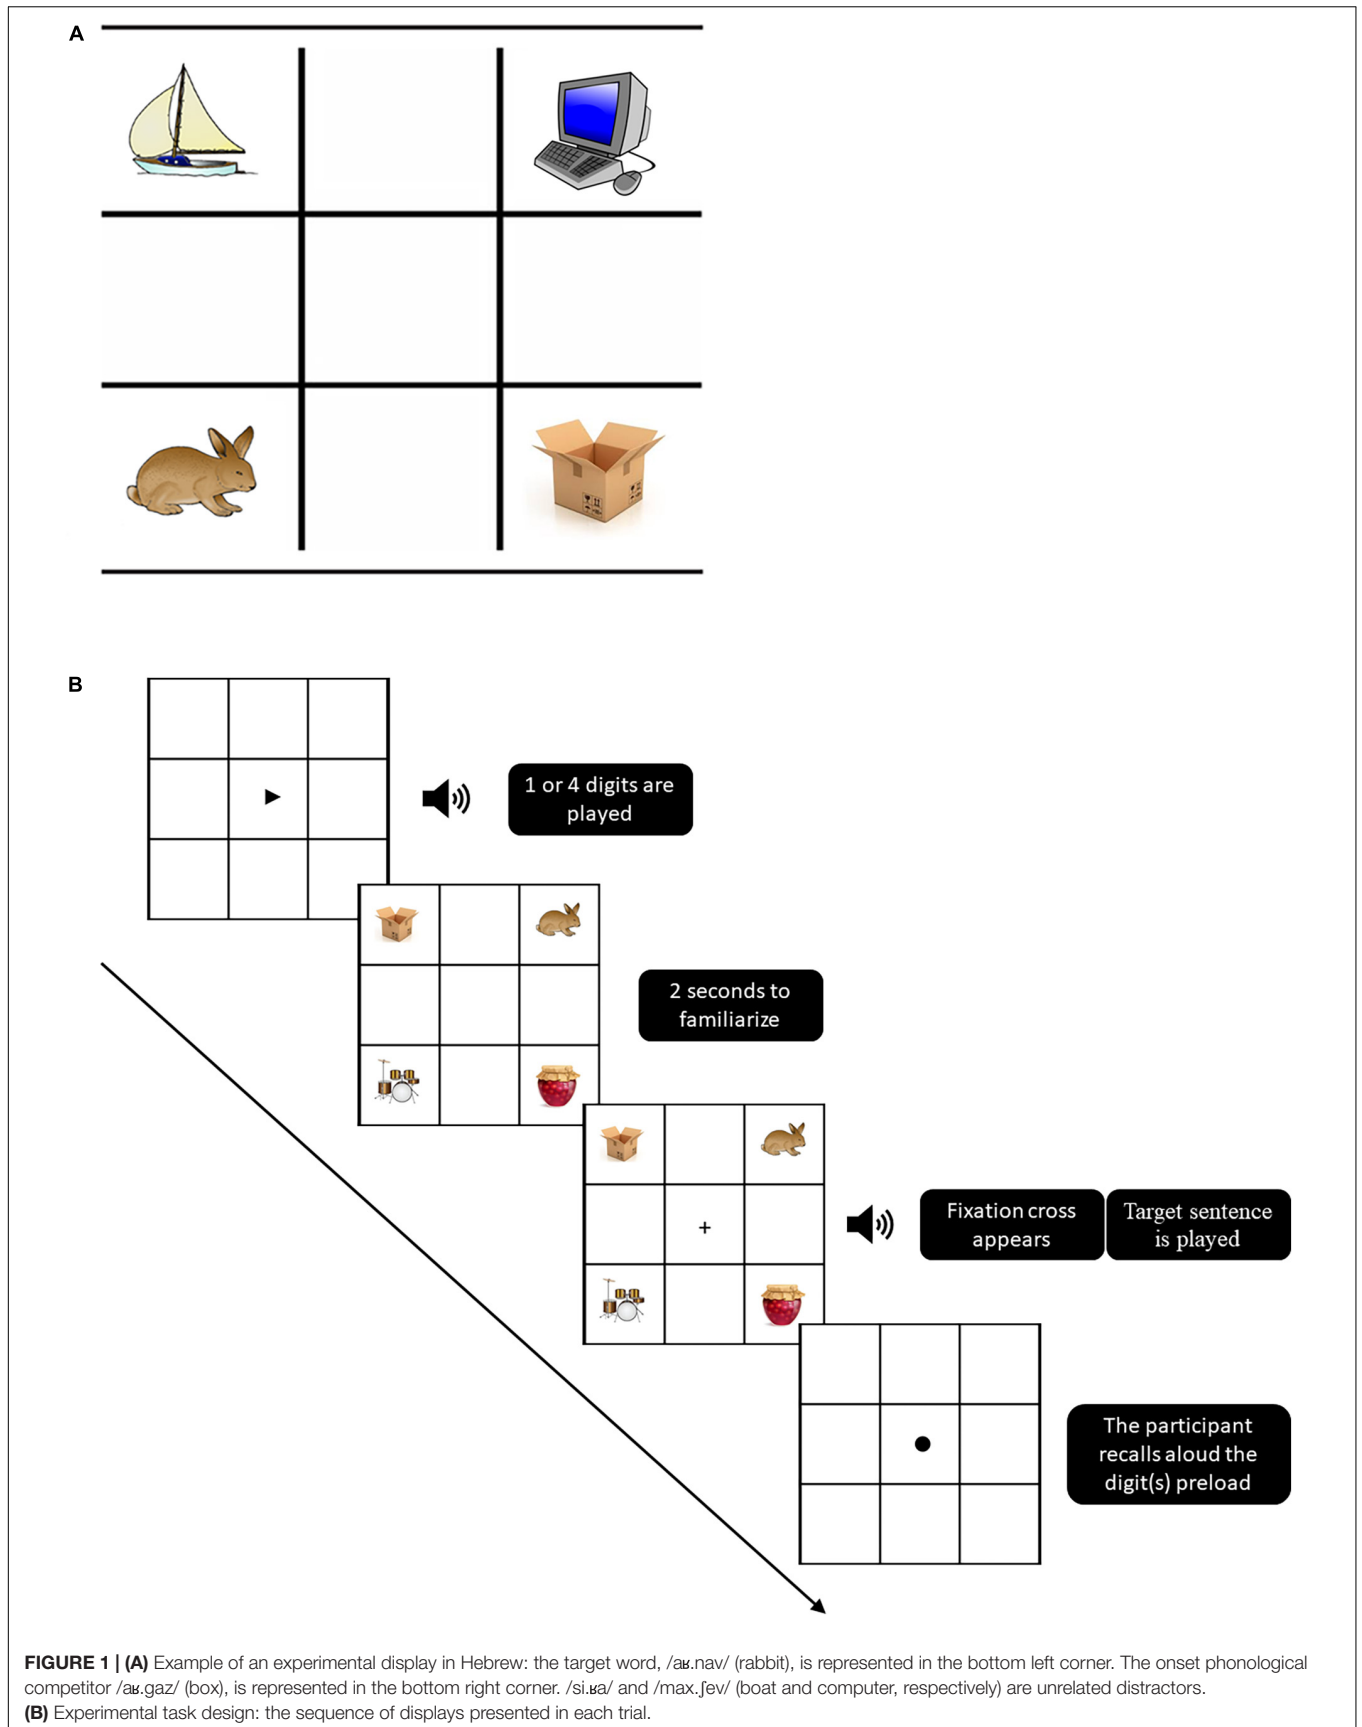 A
B
1 or 4 digits are
played
2 seconds to
familiarize
Fixation cross
appears
Target sentence
is played
The participant
recalls aloud the
digit(s) preload
FIGURE 1 | (A) Example of an experimental display in Hebrew: the target word, /aʁ.nav/ (rabbit), is represented in the bottom left corner. The onset phonological
competitor /aʁ.gaz/ (box), is represented in the bottom right corner. /si.ʁa/ and /max.ʃev/ (boat and computer, respectively) are unrelated distractors.
(B) Experimental task design: the sequence of displays presented in each trial.